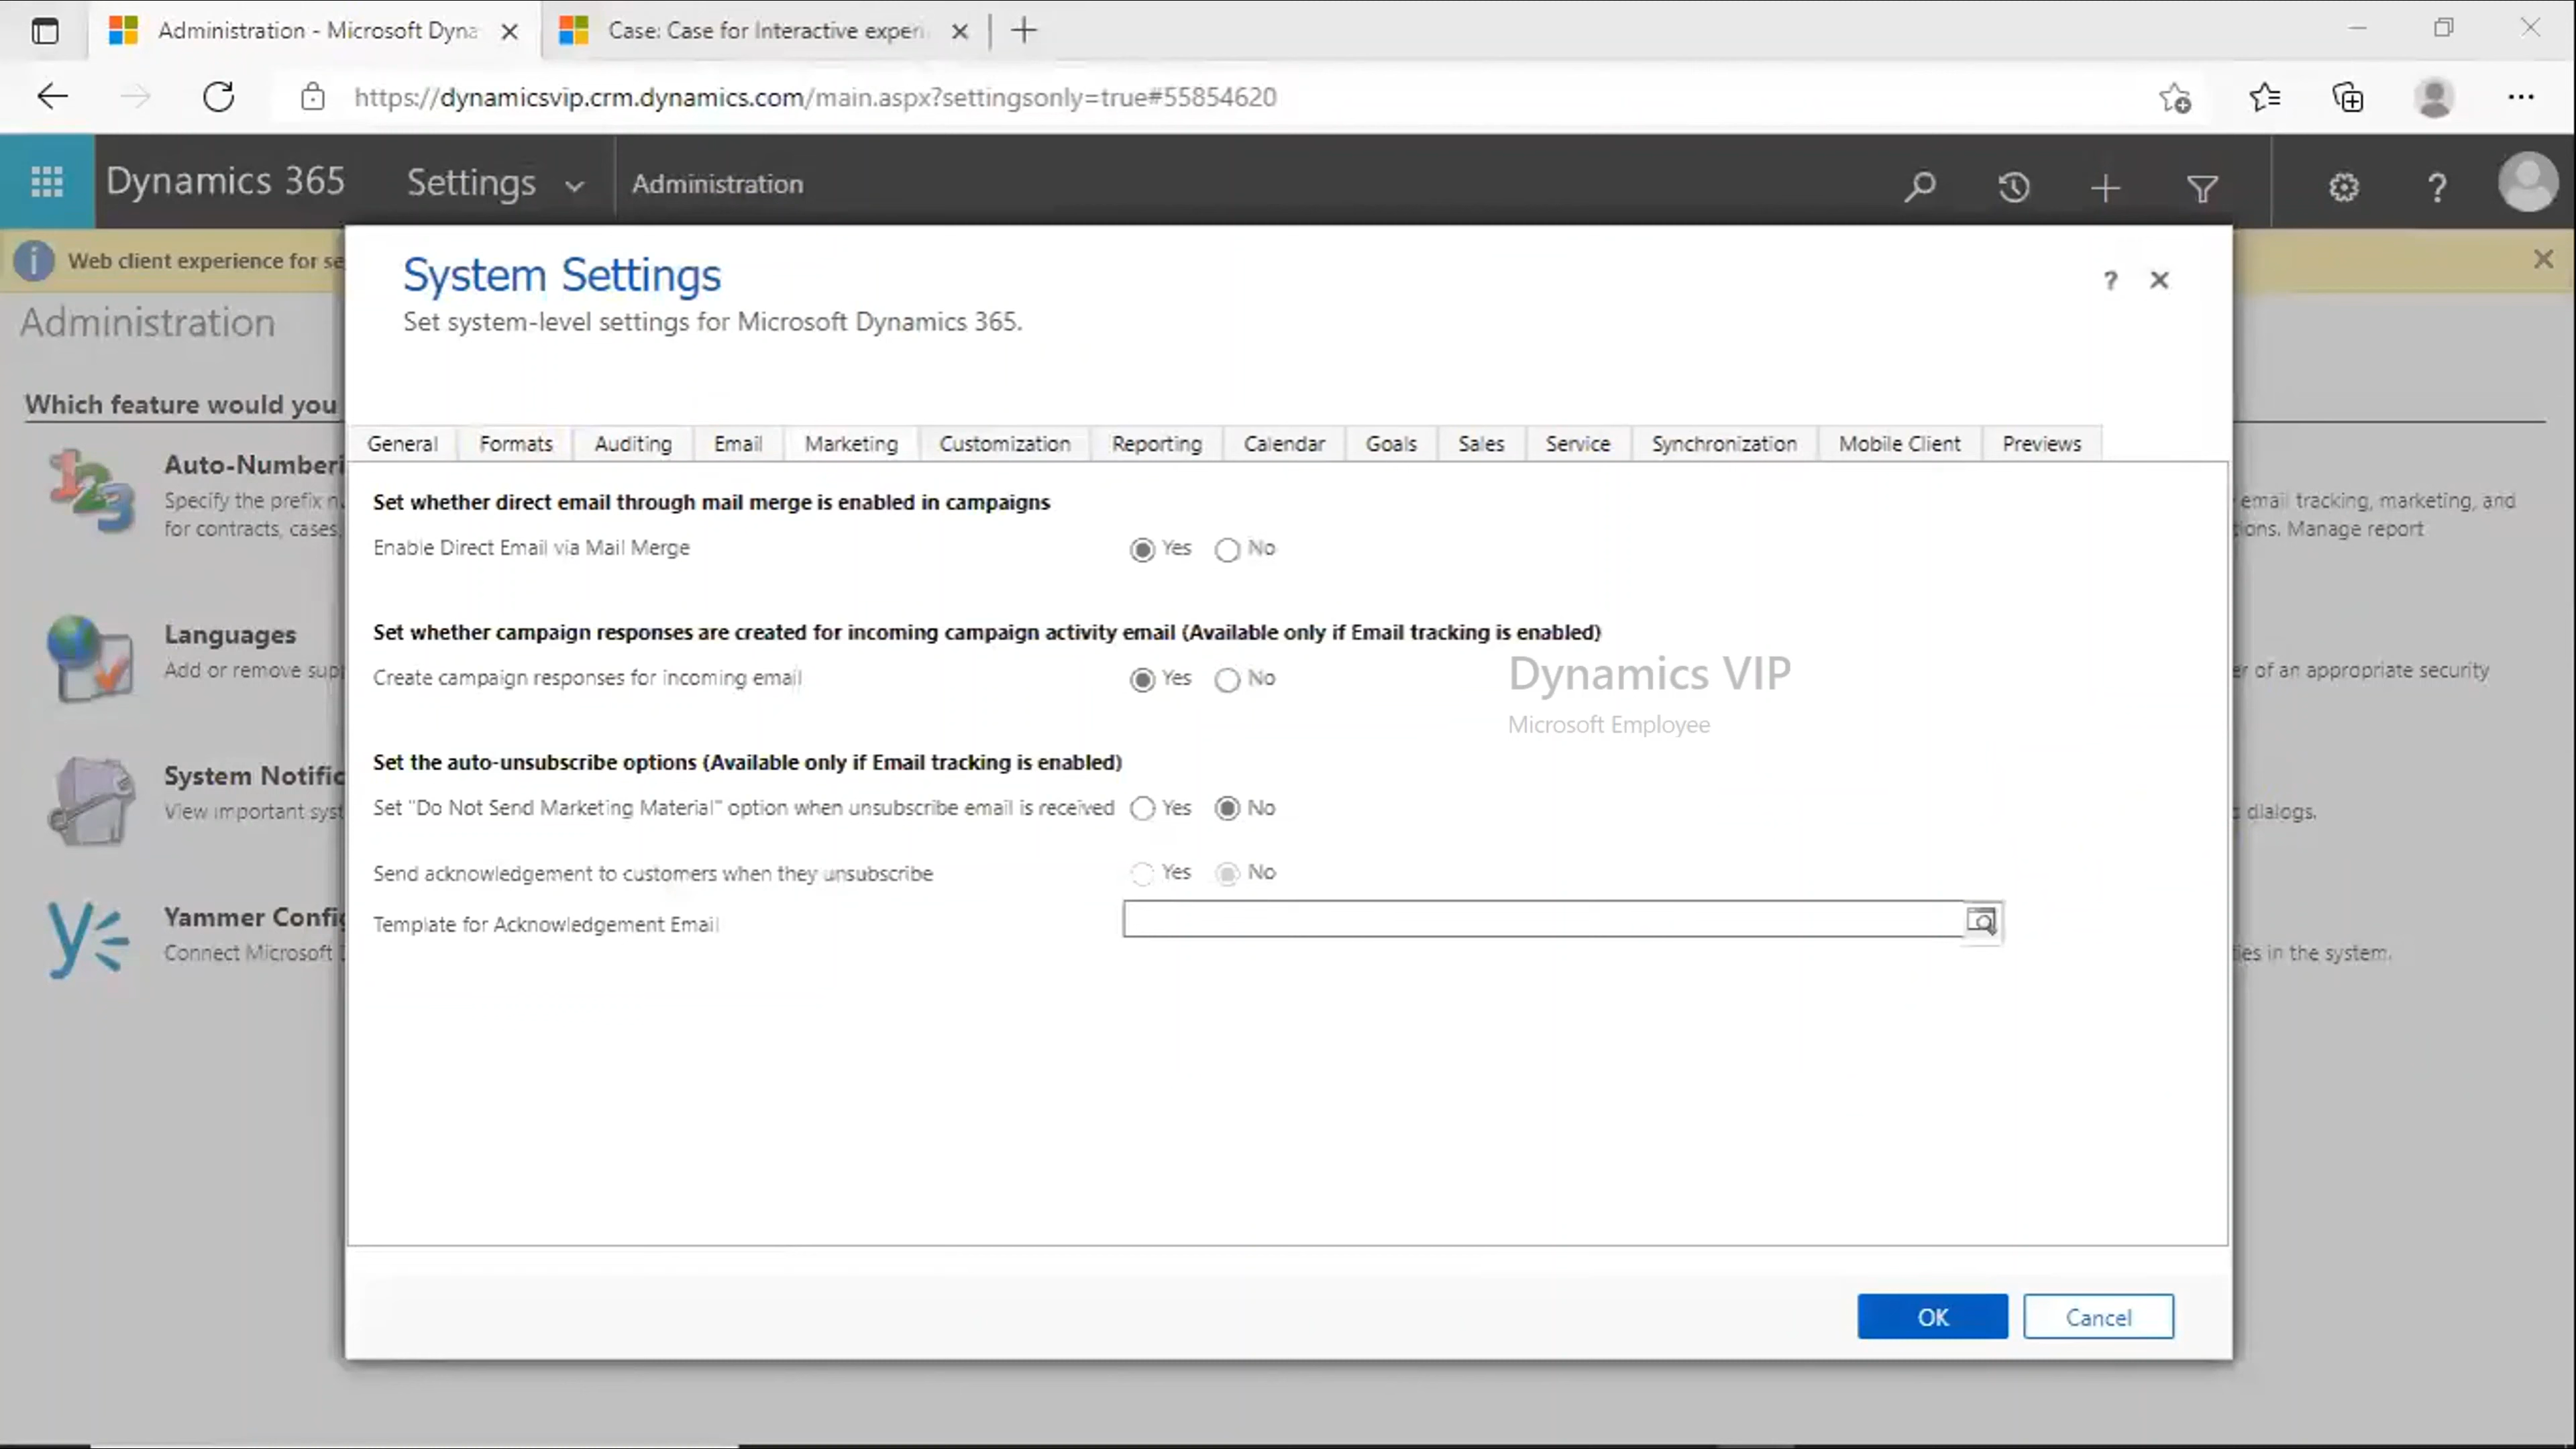 Administration - Microsoft Dyna
Case: Case for Interactive experi
https://dynamicsvip.crm.dynamics.com/main.aspx?settingsonly=true#55854620
Dynamics 365
Settings
Administration
Web client experience for se
Administration
Which feature would you
Auto-Numberi
Specify the prefix n
for contracts, cases,
Languages
Add or remove supp
System Notific
View important syst
Yammer Config
Connect Microsoft D
System Settings
Set system-level settings for Microsoft Dynamics 365.
?
General Formats Auditing Email Marketing Customization Reporting Calendar Goals Sales Service Synchronization Mobile Client Previews
Set whether direct email through mail merge is enabled in campaigns
Enable Direct Email via Mail Merge Yes No
Set whether campaign responses are created for incoming campaign activity email (Available only if Email tracking is enabled)
Create campaign responses for incoming email Yes No
Dynamics VIP
Microsoft Employee
Set the auto-unsubscribe options (Available only if Email tracking is enabled)
Set "Do Not Send Marketing Material" option when unsubscribe email is received Yes No
Send acknowledgement to customers when they unsubscribe Yes No
Template for Acknowledgement Email
OK Cancel
email tracking, marketing, and
ions. Manage report
er of an appropriate security
dialogs.
ies in the system.